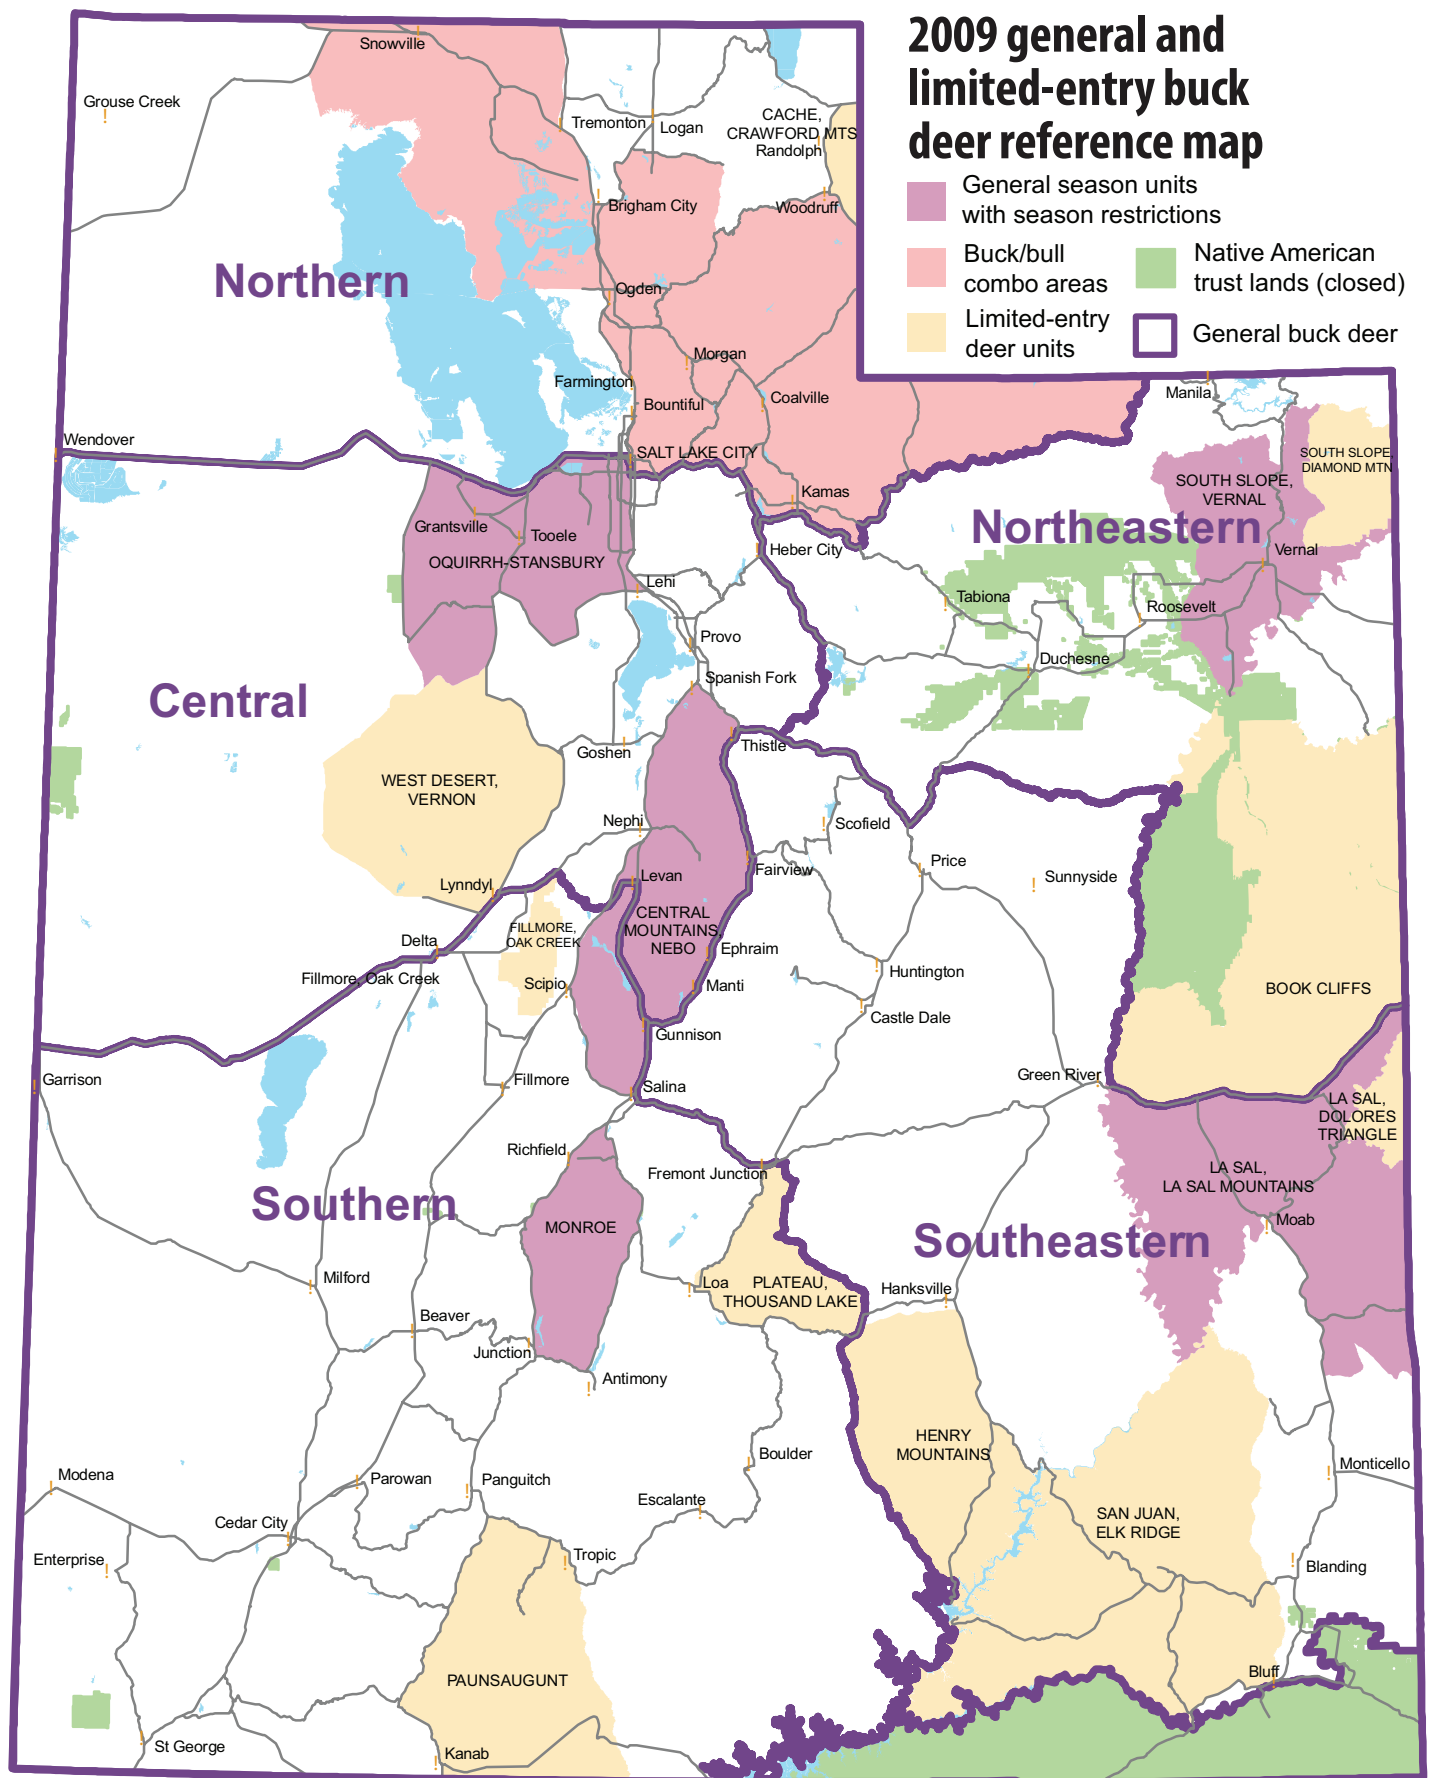 2009 general and
limited-entry buck
deer reference map
General season units
with season restrictions
Buck/bull
combo areas
Native American
trust lands (closed)
Limited-entry
deer units
General buck deer
Snowville
Grouse Creek
Tremonton
Logan
CACHE,
CRAWFORD MTS
Randolph
Brigham City
Woodruff
Northern
Ogden
Morgan
Farmington
Bountiful
Coalville
Manila
Wendover
SALT LAKE CITY
SOUTH SLOPE,
DIAMOND MTN
SOUTH SLOPE,
VERNAL
Kamas
Grantsville
Tooele
Northeastern
OQUIRRH-STANSBURY
Heber City
Vernal
Lehi
Tabiona
Roosevelt
Provo
Duchesne
Spanish Fork
Central
Thistle
Goshen
WEST DESERT,
VERNON
Nephi
Scofield
Fairview
Price
Levan
Sunnyside
Lynndyl
CENTRAL
MOUNTAINS,
NEBO
FILLMORE,
OAK CREEK
Delta
Ephraim
Fillmore, Oak Creek
Scipio
Manti
Huntington
BOOK CLIFFS
Castle Dale
Gunnison
Garrison
Fillmore
Salina
Green River
LA SAL,
DOLORES
TRIANGLE
Richfield
Fremont Junction
LA SAL,
LA SAL MOUNTAINS
Southern
MONROE
Moab
Southeastern
Milford
Loa
PLATEAU,
THOUSAND LAKE
Hanksville
Beaver
Junction
Antimony
HENRY
MOUNTAINS
Boulder
Modena
Parowan
Panguitch
Monticello
Escalante
SAN JUAN,
ELK RIDGE
Cedar City
Enterprise
Tropic
Blanding
PAUNSAUGUNT
Bluff
St George
Kanab